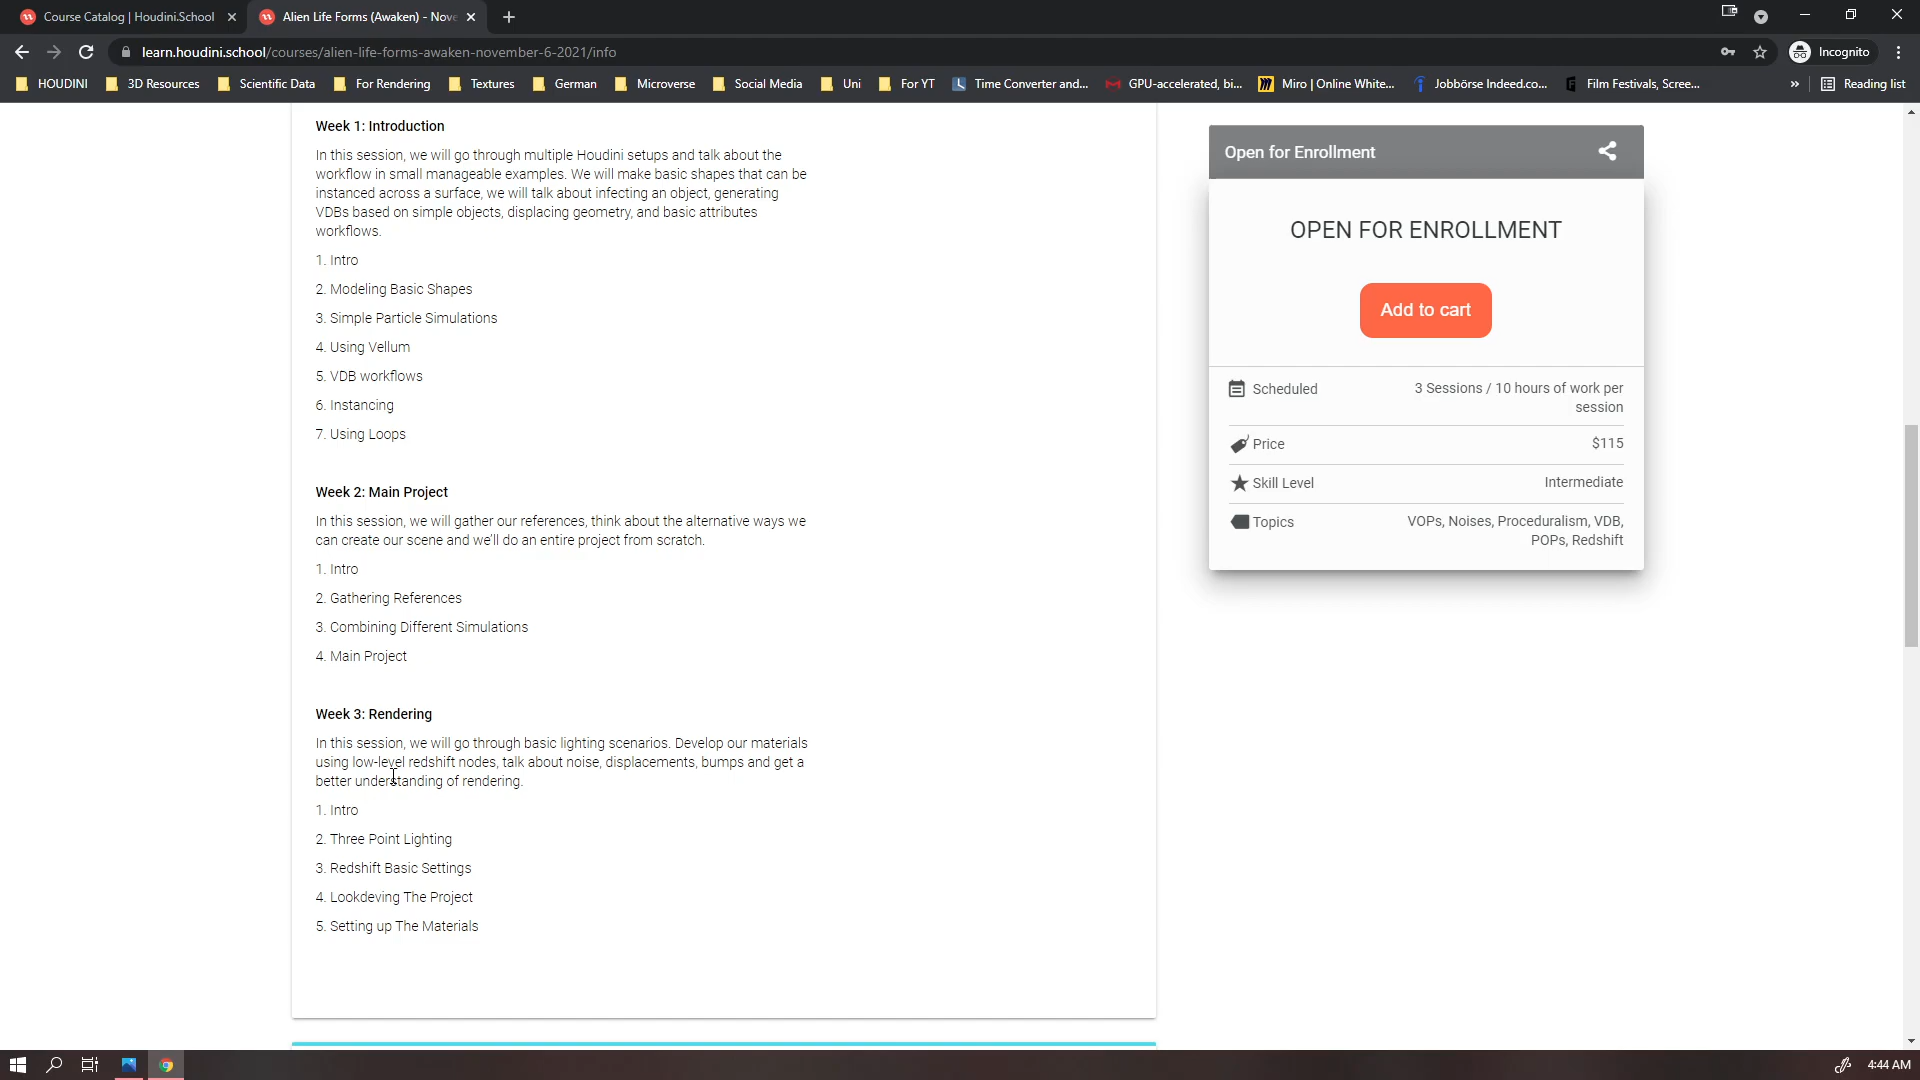 Course Catalog | Houdini.School
Alien Life Forms (Awaken) - Nove
learn.houdini.school/courses/alien-life-forms-awaken-november-6-2021/info
Incognito
HOUDINI
3D Resources
Scientific Data
For Rendering
Textures
German
Microverse
Social Media
Uni
For YT
Time Converter and...
GPU-accelerated, bi...
Miro | Online White...
Jobbörse Indeed.co...
Film Festivals, Scree...
»
Reading list
Week 1: Introduction
In this session, we will go through multiple Houdini setups and talk about the
workflow in small manageable examples. We will make basic shapes that can be
instanced across a surface, we will talk about infecting an object, generating
VDBs based on simple objects, displacing geometry, and basic attributes
workflows.
1. Intro
2. Modeling Basic Shapes
3. Simple Particle Simulations
4. Using Vellum
5. VDB workflows
6. Instancing
7. Using Loops
Week 2: Main Project
In this session, we will gather our references, think about the alternative ways we
can create our scene and we'll do an entire project from scratch.
1. Intro
2. Gathering References
3. Combining Different Simulations
4. Main Project
Week 3: Rendering
In this session, we will go through basic lighting scenarios. Develop our materials
using low-level redshift nodes, talk about noise, displacements, bumps and get a
better understanding of rendering.
1. Intro
2. Three Point Lighting
3. Redshift Basic Settings
4. Lookdeving The Project
5. Setting up The Materials
Open for Enrollment
OPEN FOR ENROLLMENT
Add to cart
Scheduled
3 Sessions / 10 hours of work per
session
Price
$115
Skill Level
Intermediate
Topics
VOPs, Noises, Proceduralism, VDB,
POPs, Redshift
4:44 AM